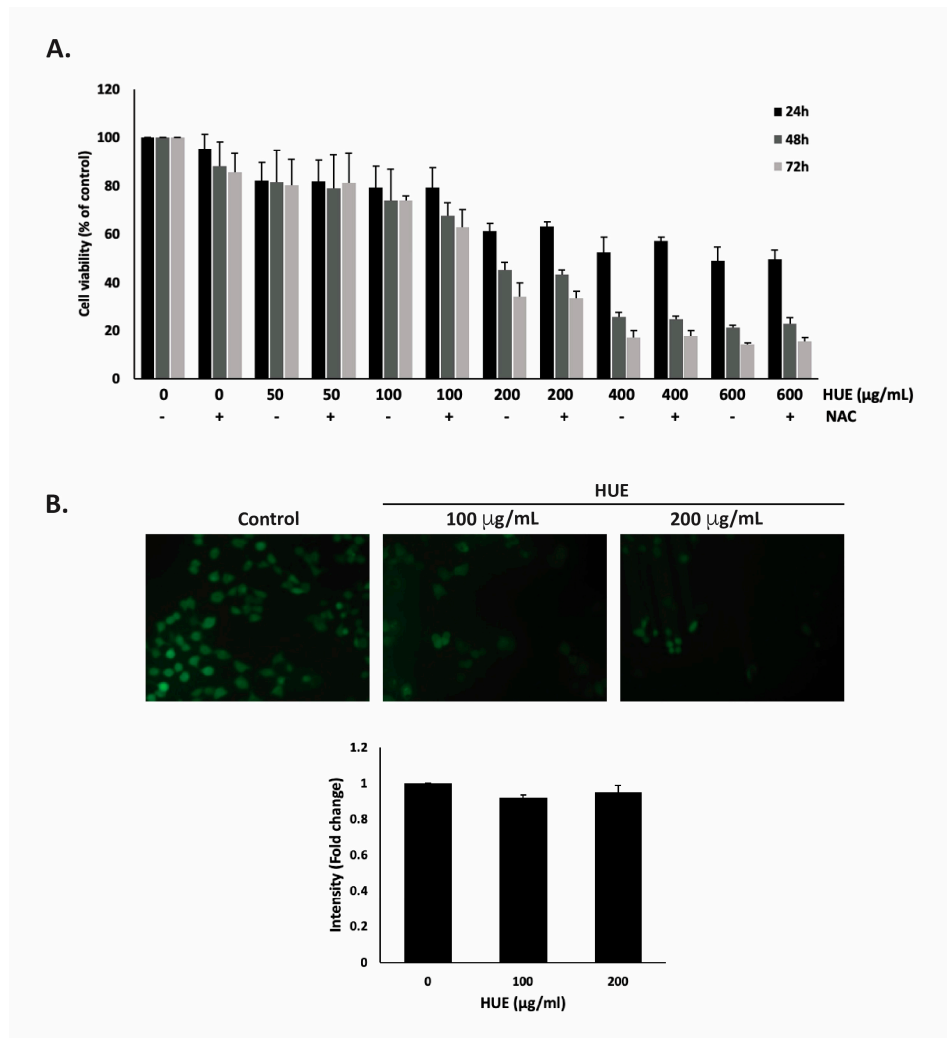 A.
120
100
80
60
40
20
0
Cell viability (% of control)
24h
48h
72h
0 0 50 50 100 100 200 200 400 400 600 600 HUE (µg/mL)
- + - + - + - + - + - + NAC
B.
HUE
Control 100 µg/mL 200 µg/mL
1.2
1
0.8
0.6
0.4
0.2
0
Intensity (Fold change)
0 100 200
HUE (µg/ml)